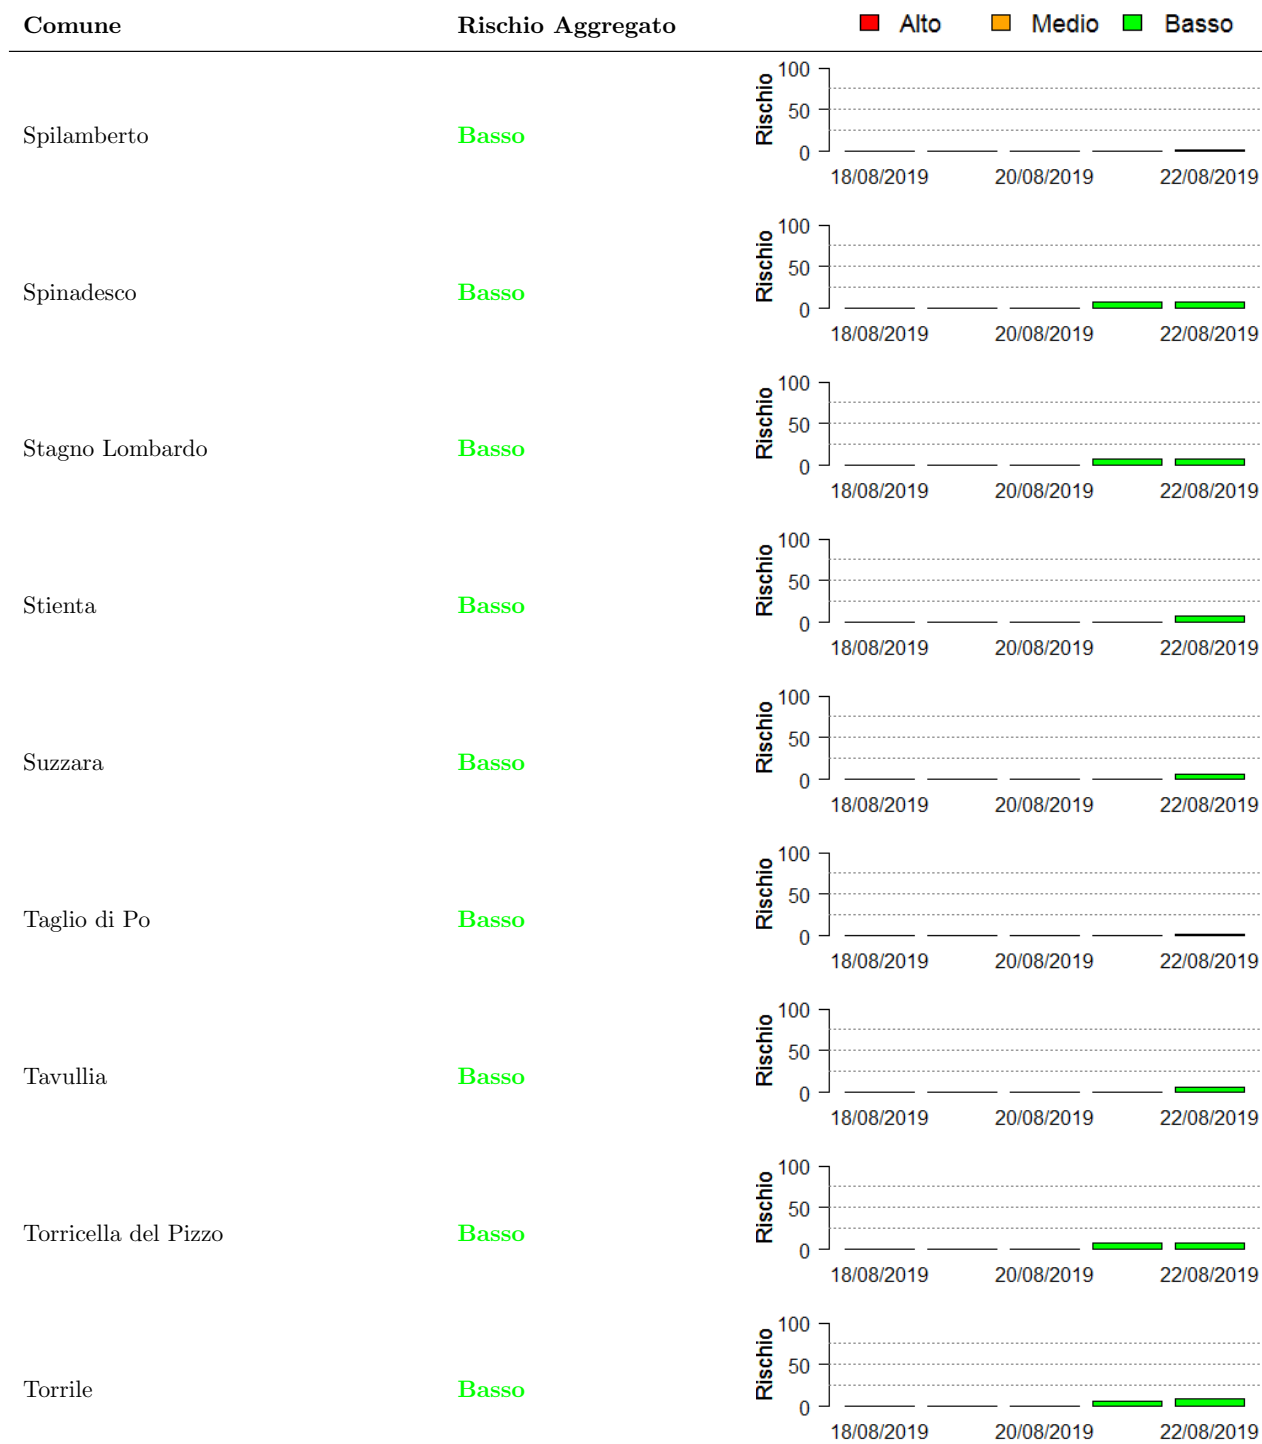 Comune Rischio Aggregato Alto Medio Basso
100
50
0
Rischio
Spilamberto Basso
18/08/2019 20/08/2019 22/08/2019
100
50
0
Rischio
Spinadesco Basso
18/08/2019 20/08/2019 22/08/2019
100
50
0
Rischio
Stagno Lombardo Basso
18/08/2019 20/08/2019 22/08/2019
100
50
0
Rischio
Stienta Basso
18/08/2019 20/08/2019 22/08/2019
100
50
0
Rischio
Suzzara Basso
18/08/2019 20/08/2019 22/08/2019
100
50
0
Rischio
Taglio di Po Basso
18/08/2019 20/08/2019 22/08/2019
100
50
0
Rischio
Tavullia Basso
18/08/2019 20/08/2019 22/08/2019
100
50
0
Rischio
Torricella del Pizzo Basso
18/08/2019 20/08/2019 22/08/2019
100
50
0
Rischio
Torrile Basso
18/08/2019 20/08/2019 22/08/2019